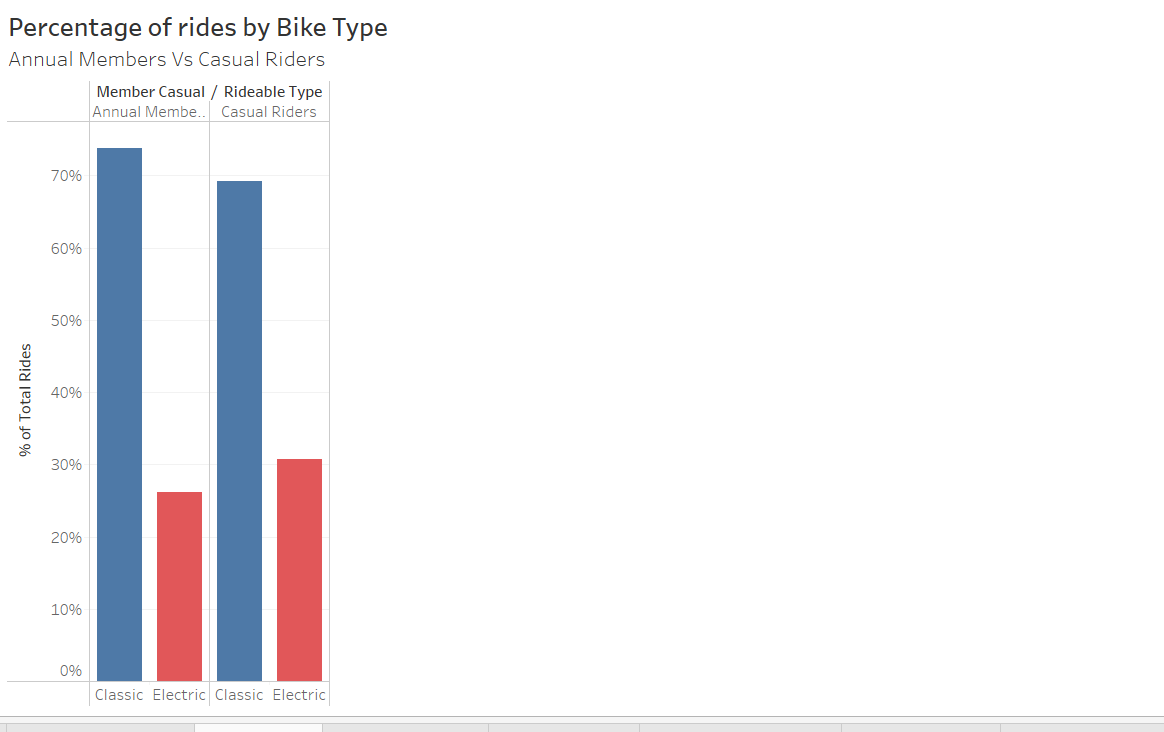 Percentage of rides by Bike Type
Annual Members Vs Casual Riders
Member Casual / Rideable Type
Annual Membe.. Casual Riders
70%
60%
50%
40%
30%
20%
10%
0%
% of Total Rides
Classic Electric Classic Electric